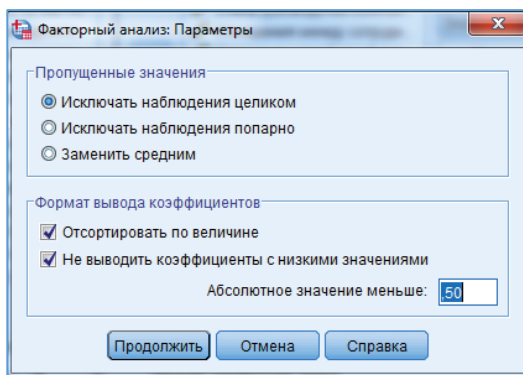 Факторный анализ: Параметры
Пропущенные значения
Исключать наблюдения целиком
Исключать наблюдения попарно
Заменить средним
Формат вывода коэффициентов
Отсортировать по величине
Не выводить коэффициенты с низкими значениями
Абсолютное значение меньше: ,50
Продолжить Отмена Справка